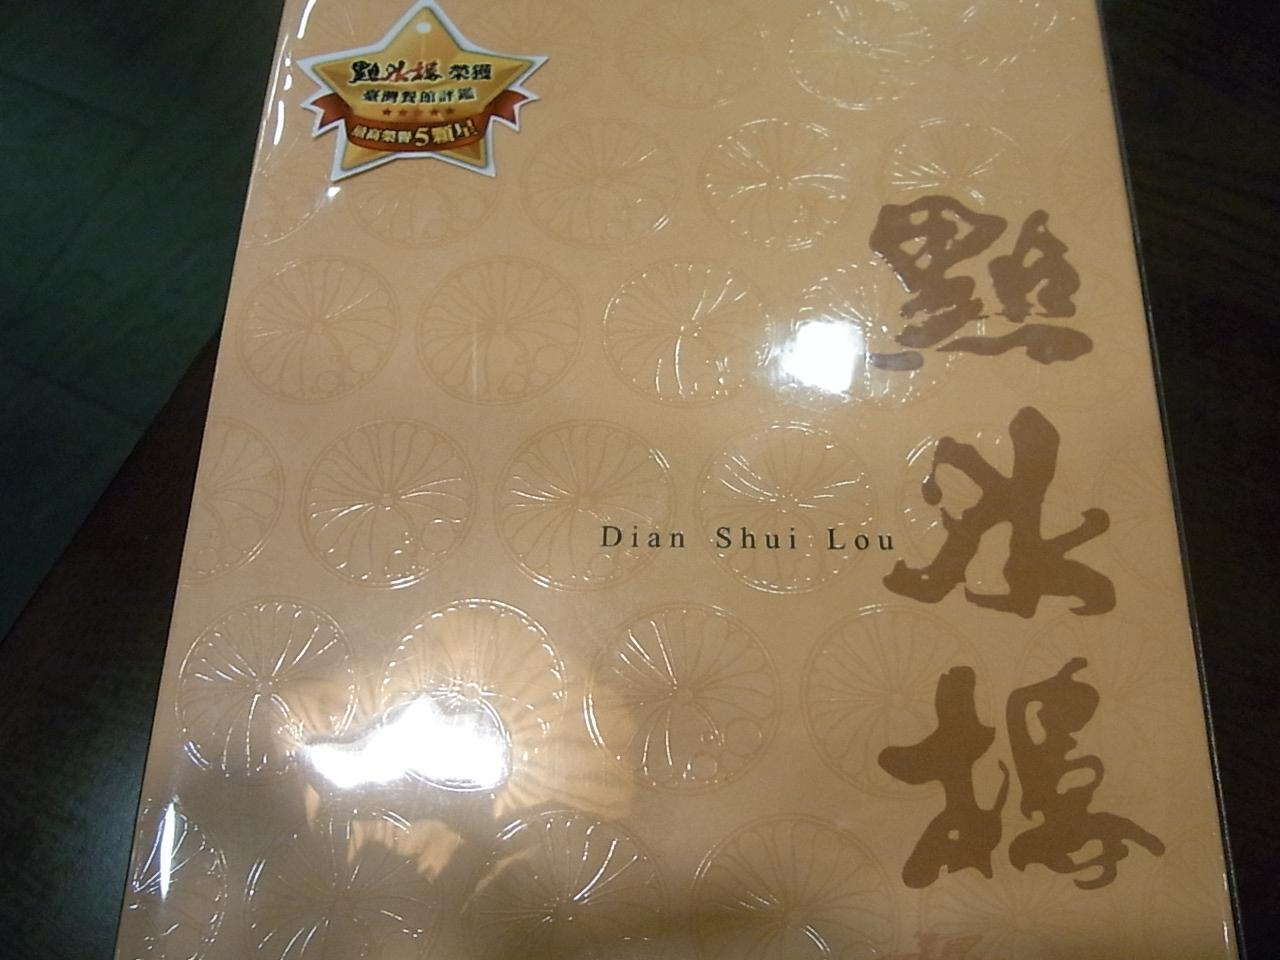 點水樓 榮獲
臺灣餐館評鑑
★★★★★
最高榮譽5顆星
點水樓
Dian Shui Lou